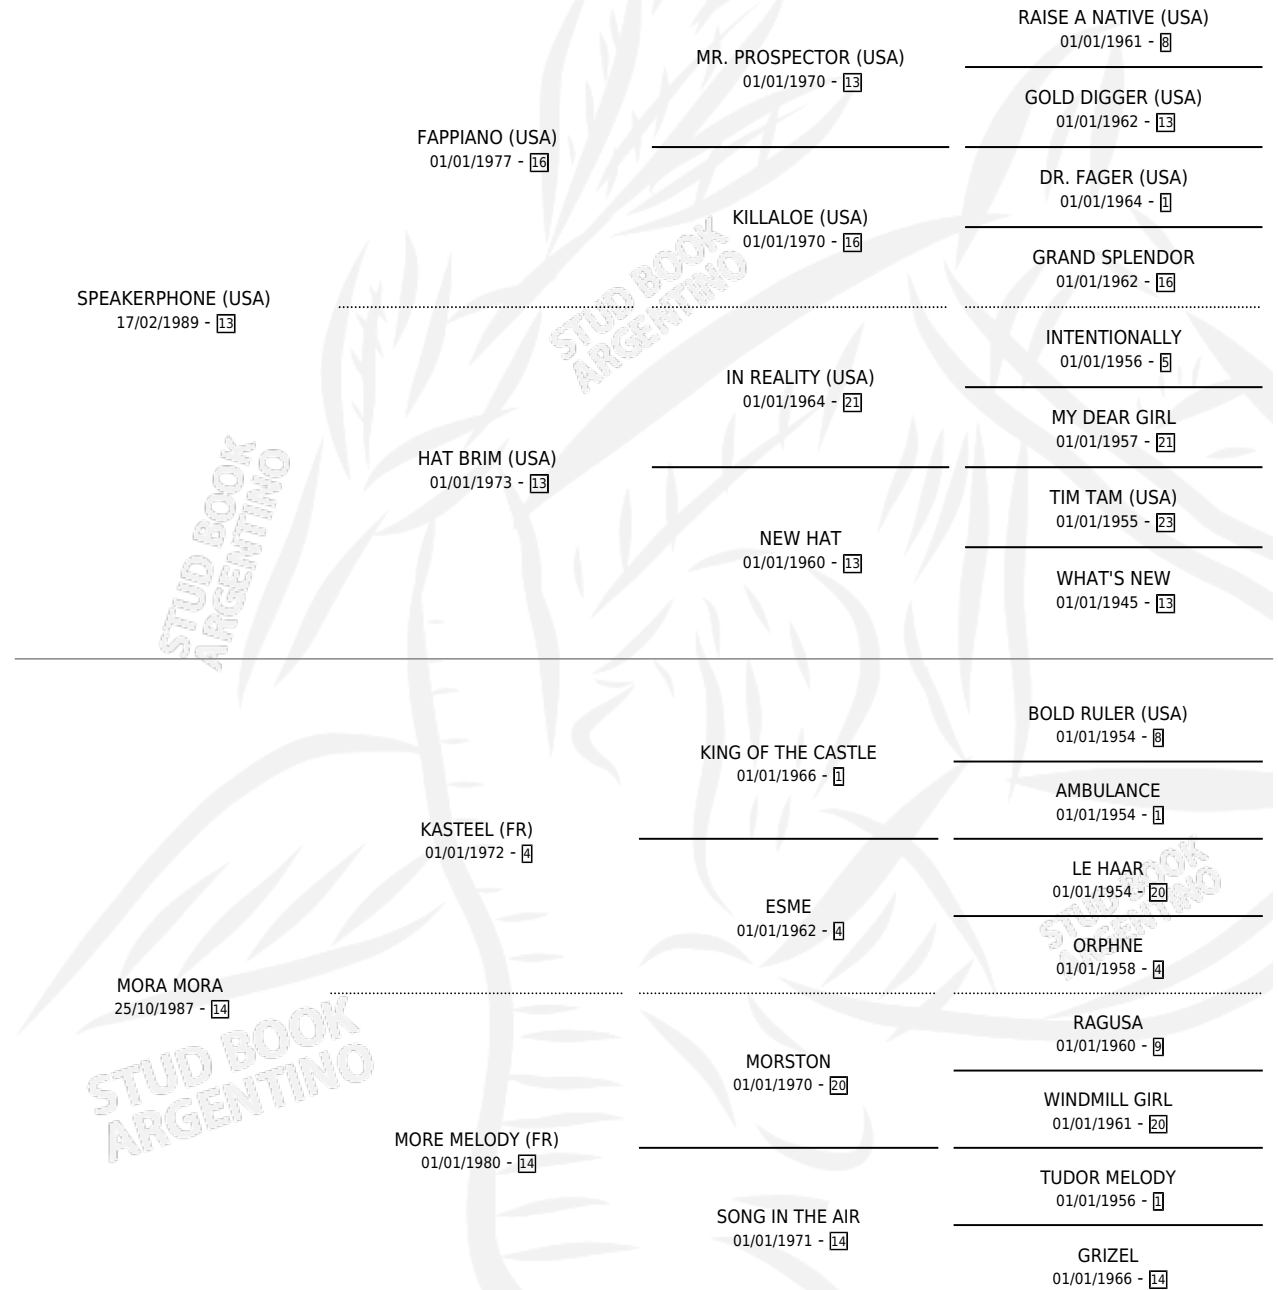 RAISE A NATIVE (USA)
01/01/1961 - 8
MR. PROSPECTOR (USA)
01/01/1970 - 13
GOLD DIGGER (USA)
01/01/1962 - 13
FAPPIANO (USA)
01/01/1977 - 16
DR. FAGER (USA)
01/01/1964 - 1
KILLALOE (USA)
01/01/1970 - 16
GRAND SPLENDOR
01/01/1962 - 16
SPEAKERPHONE (USA)
17/02/1989 - 13
INTENTIONALLY
01/01/1956 - 5
IN REALITY (USA)
01/01/1964 - 21
MY DEAR GIRL
01/01/1957 - 21
HAT BRIM (USA)
01/01/1973 - 13
TIM TAM (USA)
01/01/1955 - 23
NEW HAT
01/01/1960 - 13
WHAT'S NEW
01/01/1945 - 13
BOLD RULER (USA)
01/01/1954 - 8
KING OF THE CASTLE
01/01/1966 - 1
AMBULANCE
01/01/1954 - 1
KASTEEL (FR)
01/01/1972 - 4
LE HAAR
01/01/1954 - 20
ESME
01/01/1962 - 4
ORPHNE
01/01/1958 - 4
MORA MORA
25/10/1987 - 14
RAGUSA
01/01/1960 - 9
MORSTON
01/01/1970 - 20
WINDMILL GIRL
01/01/1961 - 20
MORE MELODY (FR)
01/01/1980 - 14
TUDOR MELODY
01/01/1956 - 1
SONG IN THE AIR
01/01/1971 - 14
GRIZEL
01/01/1966 - 14
STUD BOOK
ARGENTINO
STUD BOOK
ARGENTINO
STUD BOOK
ARGENTINO
STUD BOOK
ARGENTINO